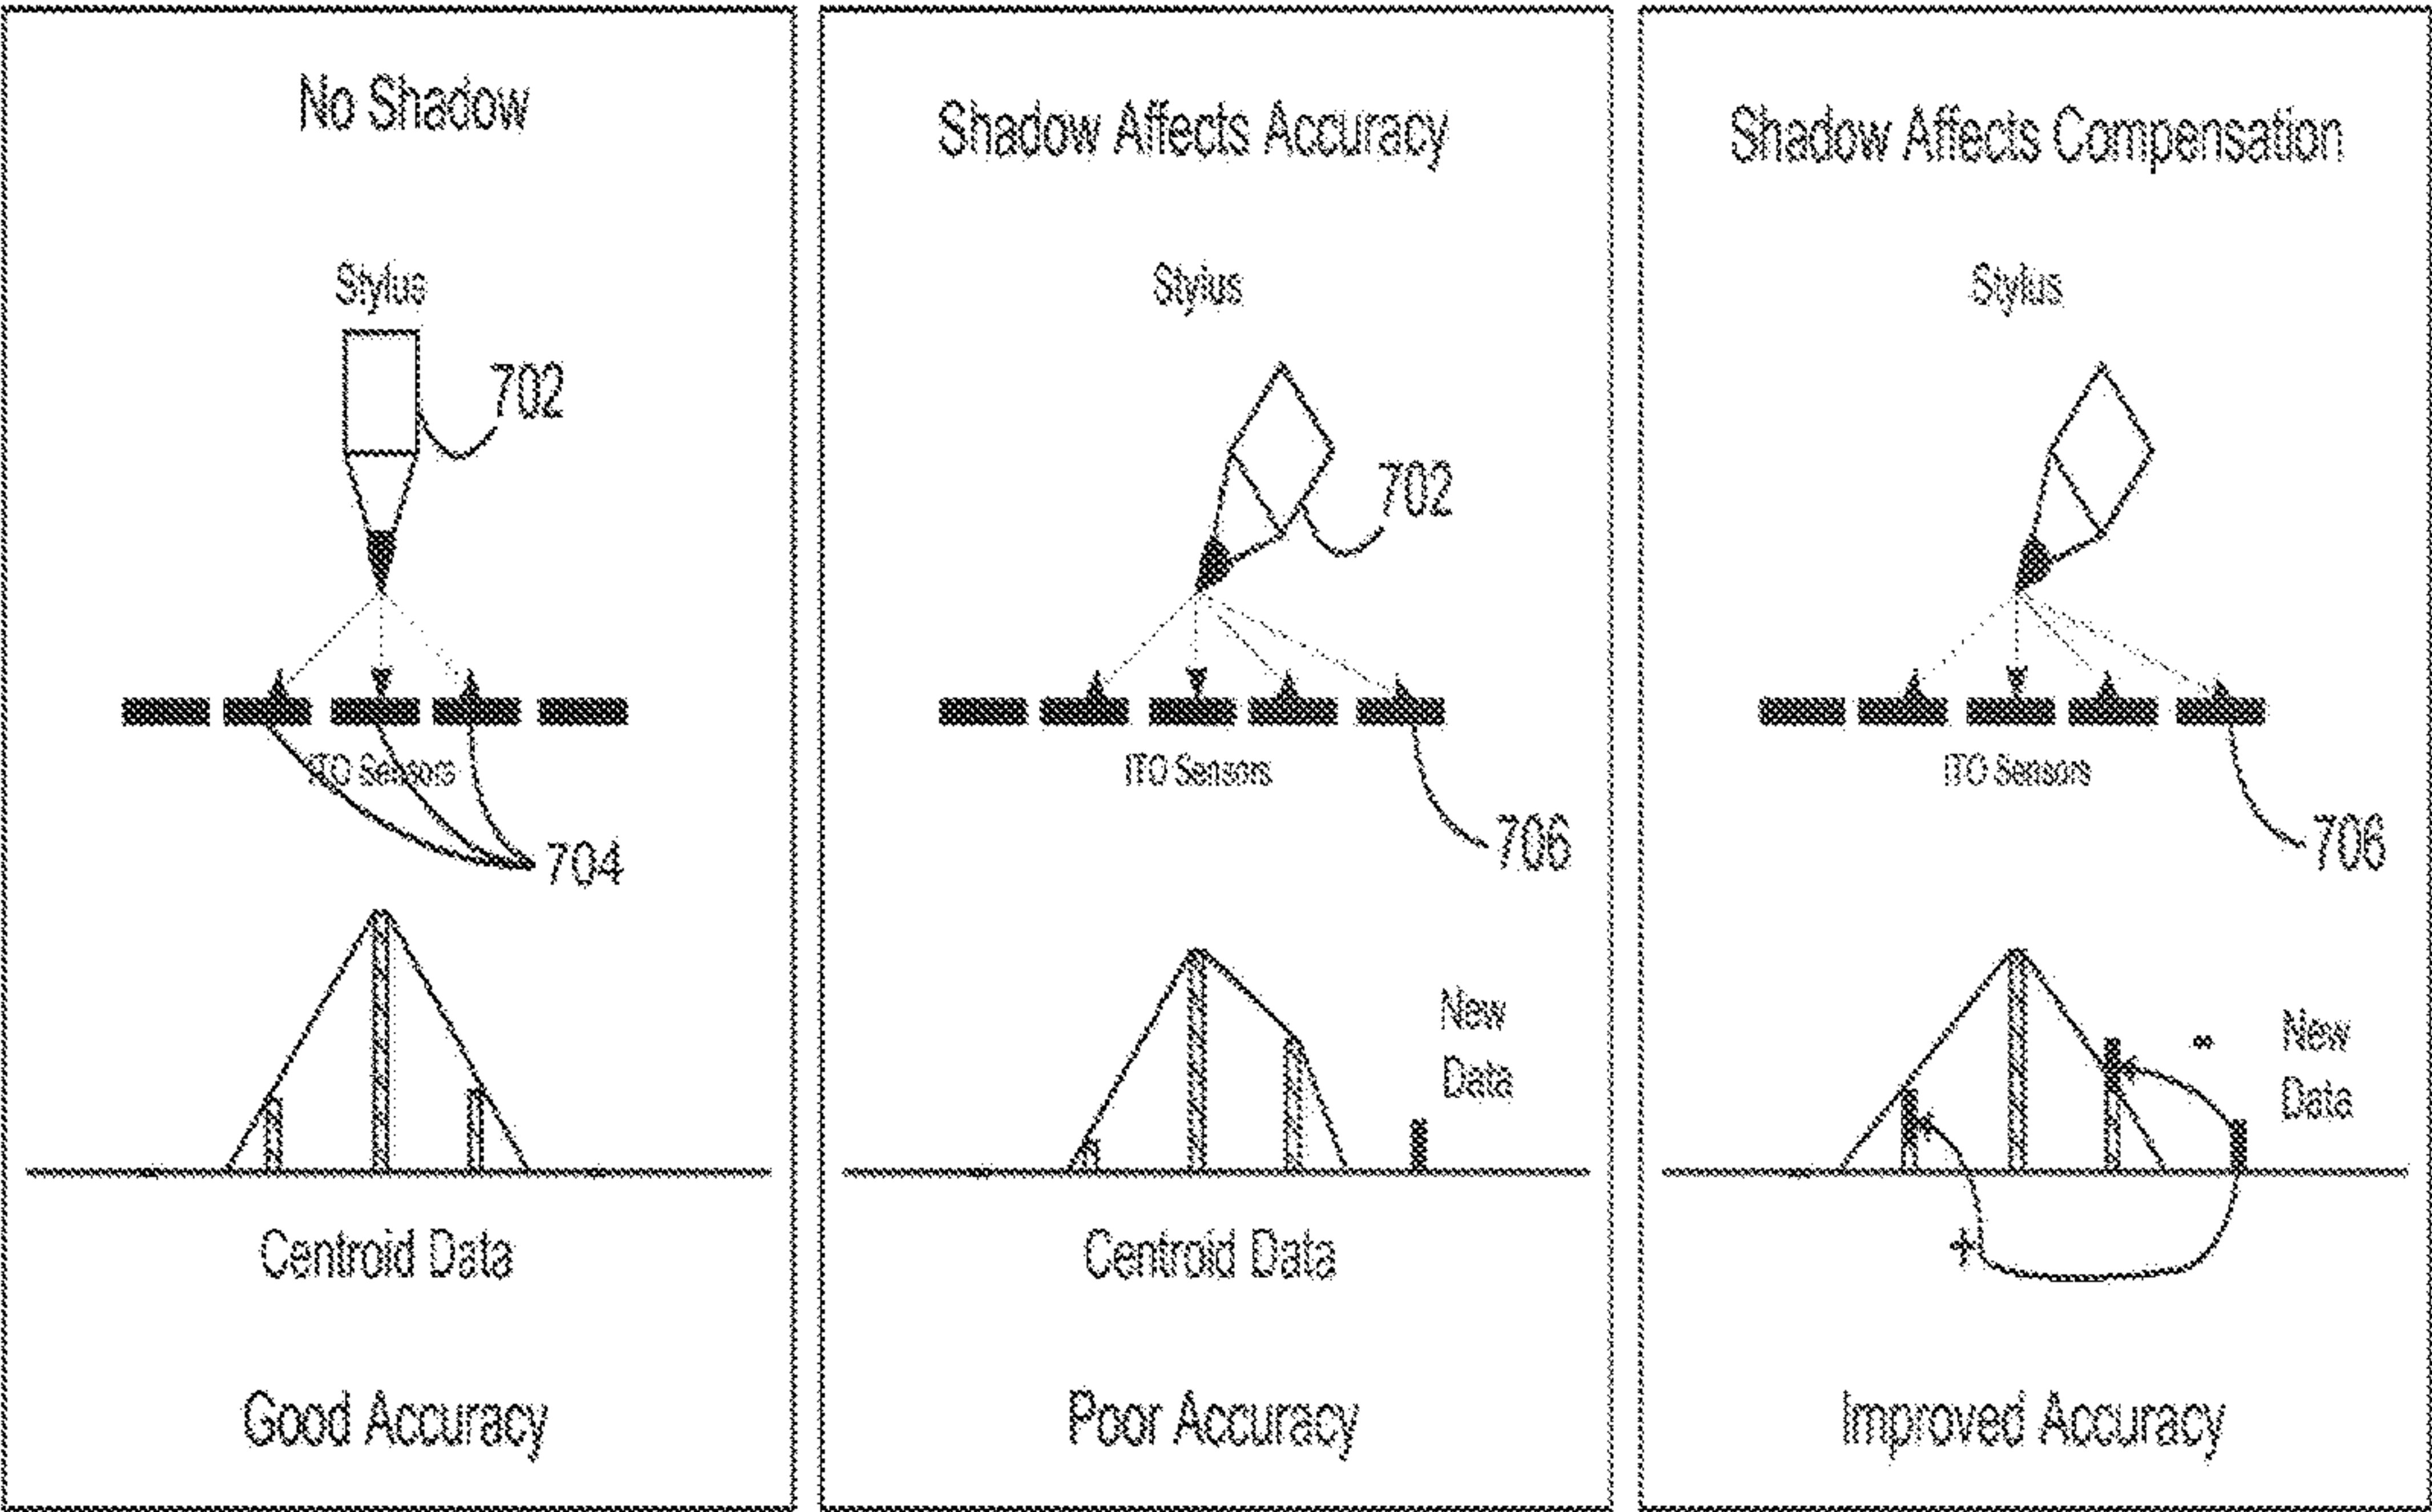 No Shadow
Stylus
702
ITO Sensors
704
Centroid Data
Good Accuracy
Shadow Affects Accuracy
Stylus
702
ITO Sensors
706
New
Data
Centroid Data
Poor Accuracy
Shadow Affects Compensation
Stylus
ITO Sensors
706
-
New
Data
+
Improved Accuracy